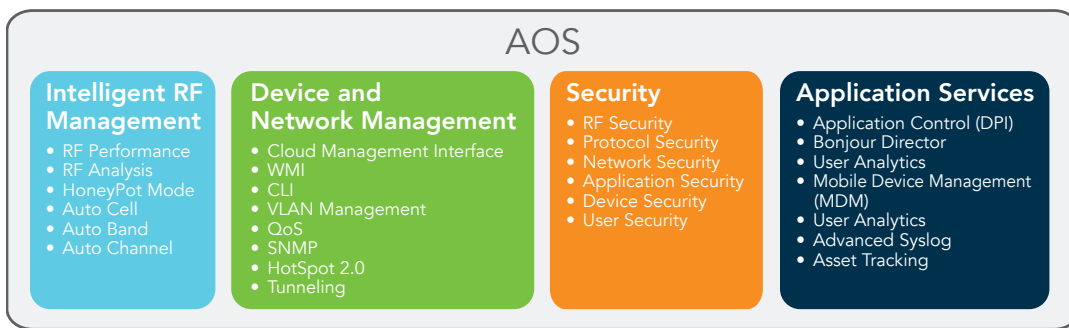 AOS
Intelligent RF
Management
• RF Performance
• RF Analysis
• HoneyPot Mode
• Auto Cell
• Auto Band
• Auto Channel
Device and
Network Management
• Cloud Management Interface
• WMI
• CLI
• VLAN Management
• QoS
• SNMP
• HotSpot 2.0
• Tunneling
Security
• RF Security
• Protocol Security
• Network Security
• Application Security
• Device Security
• User Security
Application Services
• Application Control (DPI)
• Bonjour Director
• User Analytics
• Mobile Device Management
(MDM)
• User Analytics
• Advanced Syslog
• Asset Tracking